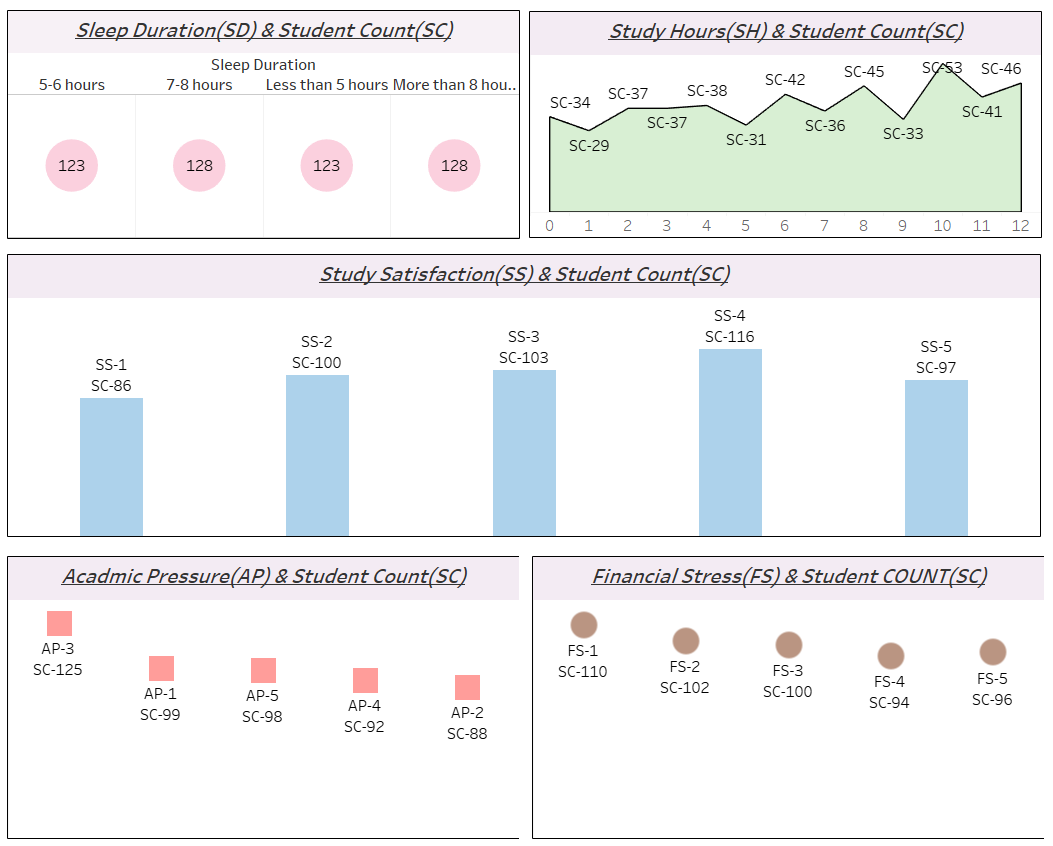 Sleep Duration(SD) & Student Count(SC)
Sleep Duration
5-6 hours 7-8 hours Less than 5 hours More than 8 hou..
123 128 123 128
Study Hours(SH) & Student Count(SC)
SC-34 SC-29 SC-37 SC-37 SC-38 SC-31 SC-42 SC-36 SC-45 SC-33 SC-53 SC-41 SC-46
0 1 2 3 4 5 6 7 8 9 10 11 12
Study Satisfaction(SS) & Student Count(SC)
SS-1
SC-86
SS-2
SC-100
SS-3
SC-103
SS-4
SC-116
SS-5
SC-97
Acadmic Pressure(AP) & Student Count(SC)
AP-3
SC-125
AP-1
SC-99
AP-5
SC-98
AP-4
SC-92
AP-2
SC-88
Financial Stress(FS) & Student COUNT(SC)
FS-1
SC-110
FS-2
SC-102
FS-3
SC-100
FS-4
SC-94
FS-5
SC-96